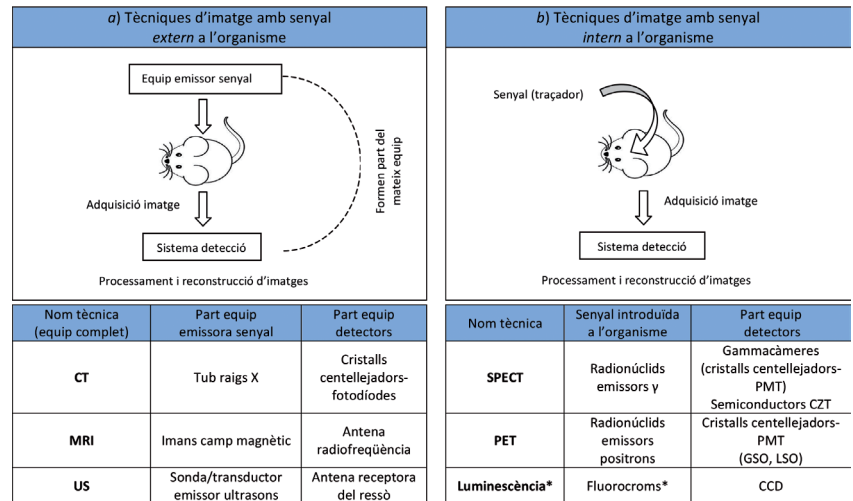 a) Tècniques d’imatge amb senyal
extern a l’organisme
Equip emissor senyal
Adquisició imatge
Sistema detecció
Formen part del
mateix equip
Processament i reconstrucció d’imatges
Nom tècnica
(equip complet)
Part equip
emissora senyal
Part equip
detectors
CT
Tub raigs X
Cristalls
centellejadors-
fotodíodes
MRI
Imans camp magnètic
Antena
radiofreqüència
US
Sonda/transductor
emissor ultrasons
Antena receptora
del ressò
b) Tècniques d’imatge amb senyal
intern a l’organisme
Senyal (traçador)
Adquisició imatge
Sistema detecció
Processament i reconstrucció d’imatges
Nom tècnica
Senyal introduïda
a l’organisme
Part equip
detectors
SPECT
Radionúclids
emissors γ
Gammacàmeres
(cristalls centellejadors-
PMT)
Semiconductors CZT
PET
Radionúclids
emissors
positrons
Cristalls centellejadors-
PMT
(GSO, LSO)
Luminescència*
Fluorocroms*
CCD